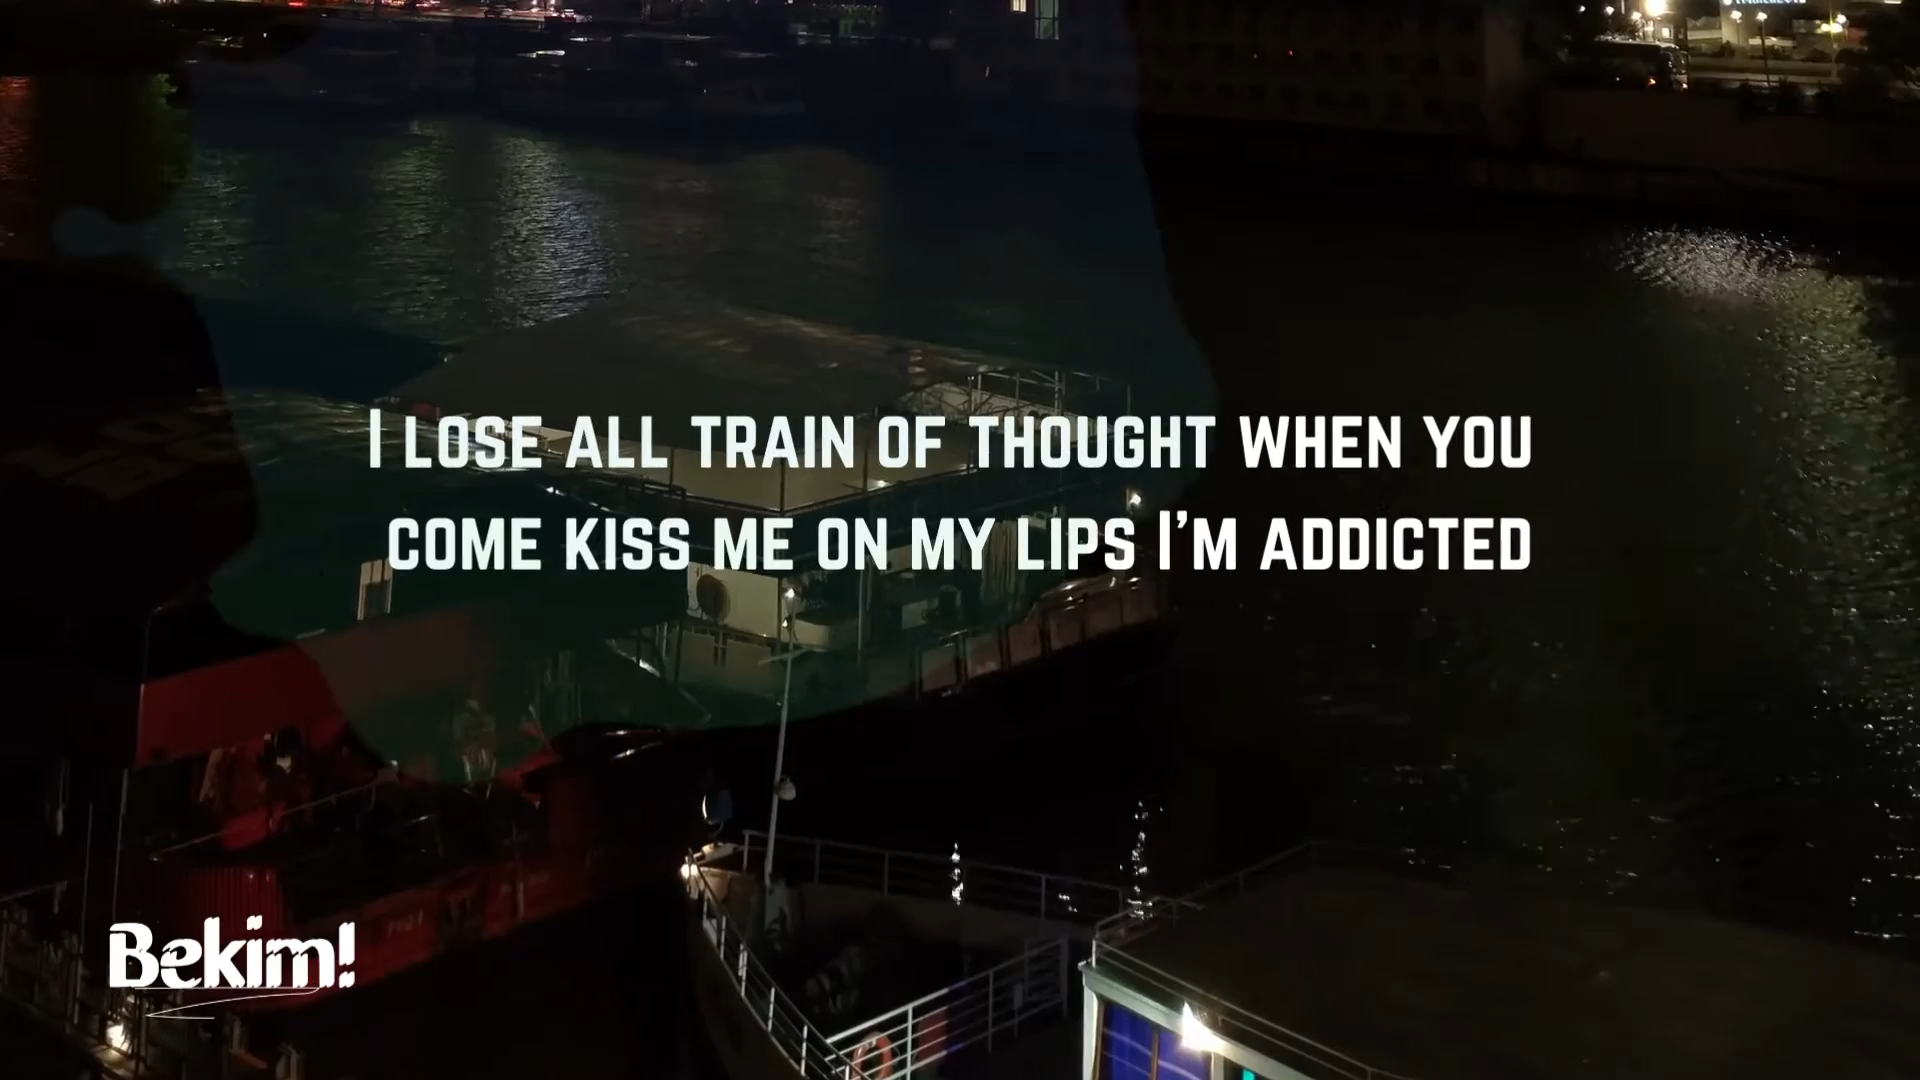 I LOSE ALL TRAIN OF THOUGHT WHEN YOU
COME KISS ME ON MY LIPS I'M ADDICTED
Bekim!